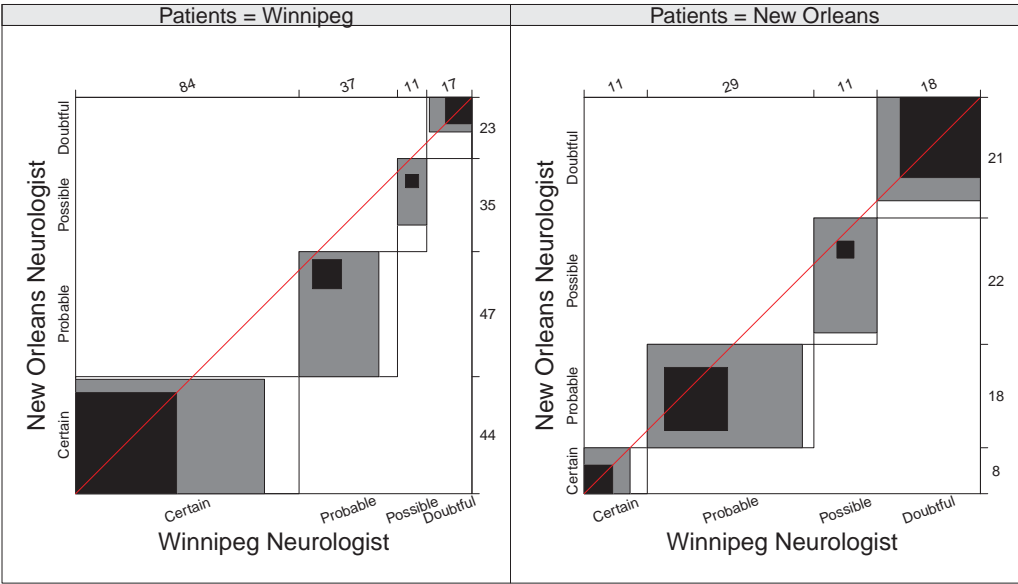 Patients = Winnipeg
84 37 11 17
New Orleans Neurologist
Doubtful
Possible
Probable
Certain
23
35
47
44
Certain Probable Possible Doubtful
Winnipeg Neurologist
Patients = New Orleans
11 29 11 18
New Orleans Neurologist
Doubtful
Possible
Probable
Certain
21
22
18
8
Certain Probable Possible Doubtful
Winnipeg Neurologist